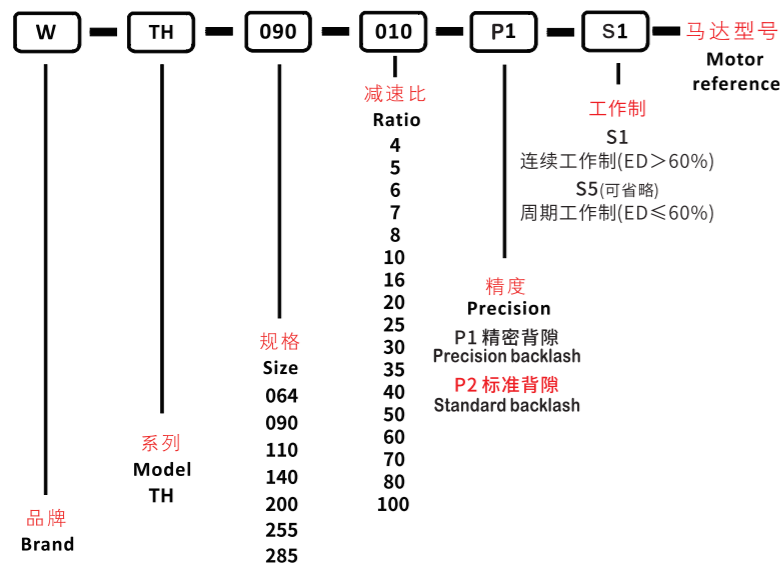 W TH 090 010 P1 S1 马达型号
Motor
reference
减速比
Ratio
4
5
6
7
8
10
16
20
25
30
35
40
50
60
70
80
100
工作制
S1
连续工作制(ED＞60%)
S5(可省略)
周期工作制(ED≤60%)
精度
Precision
P1 精密背隙
Precision backlash
P2 标准背隙
Standard backlash
规格
Size
064
090
110
140
200
255
285
系列
Model
TH
品牌
Brand